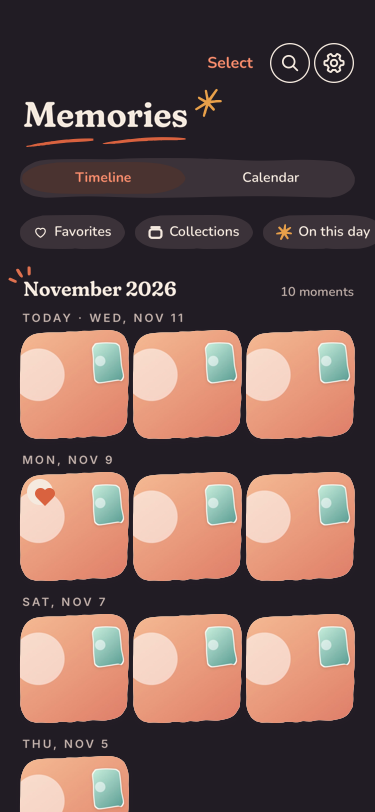 Select
Memories
Timeline
Calendar
Favorites
Collections
On this day
November 2026
10 moments
TODAY · WED, NOV 11
MON, NOV 9
SAT, NOV 7
THU, NOV 5